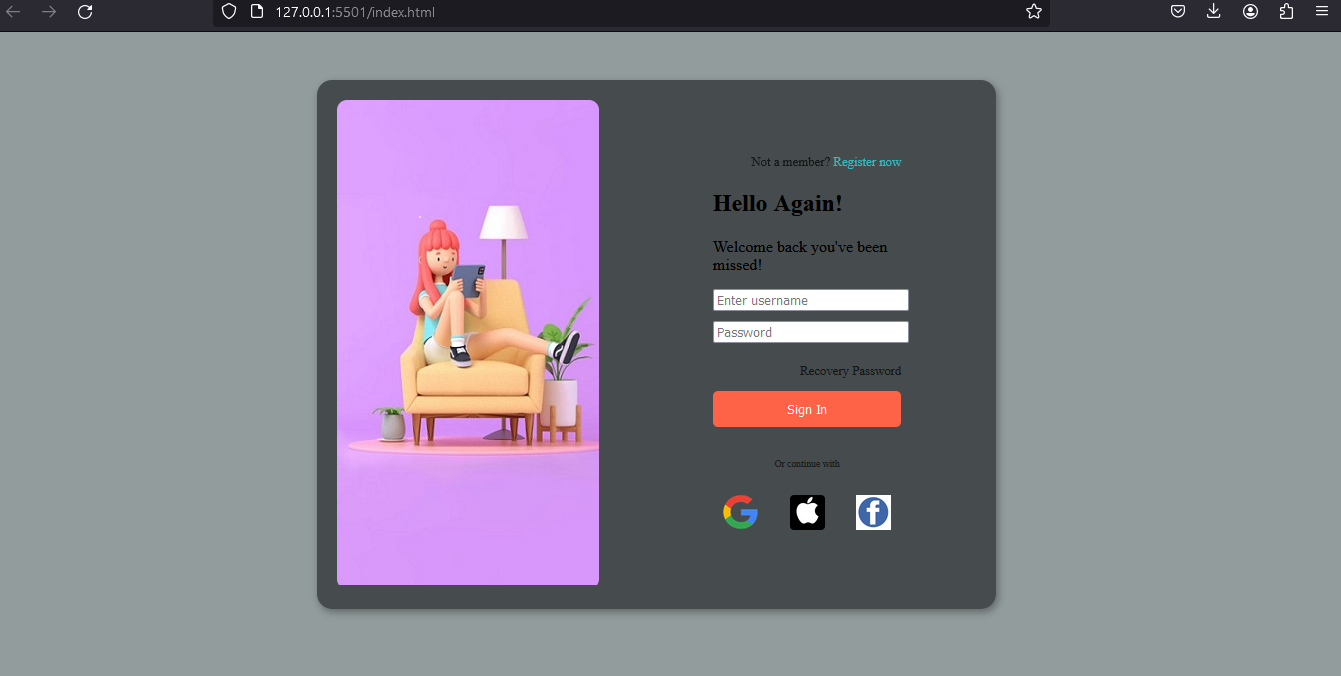 127.0.0.1:5501/index.html
Not a member? Register now
Hello Again!
Welcome back you've been
missed!
Enter username
Password
Recovery Password
Sign In
Or continue with